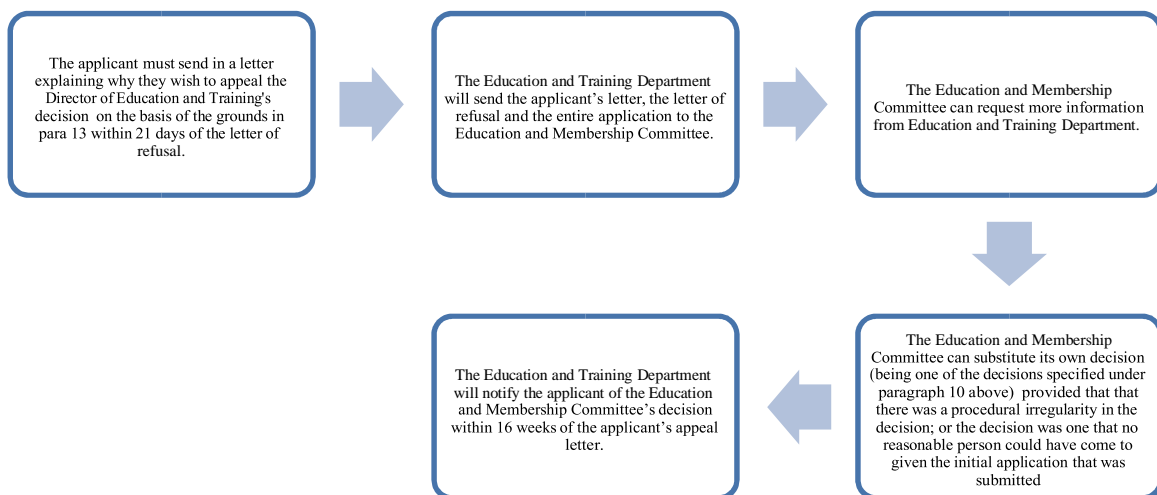 The applicant must send in a letter
explaining why they wish to appeal the
Director of Education and Training's
decision on the basis of the grounds in
para 13 within 21 days of the letter of
refusal.
The Education and Training Department
will send the applicant’s letter, the letter of
refusal and the entire application to the
Education and Membership Committee.
The Education and Membership
Committee can request more information
from Education and Training Department.
The Education and Membership
Committee can substitute its own decision
(being one of the decisions specified under
paragraph 10 above) provided that that
there was a procedural irregularity in the
decision; or the decision was one that no
reasonable person could have come to
given the initial application that was
submitted
The Education and Training Department
will notify the applicant of the Education
and Membership Committee’s decision
within 16 weeks of the applicant’s appeal
letter.